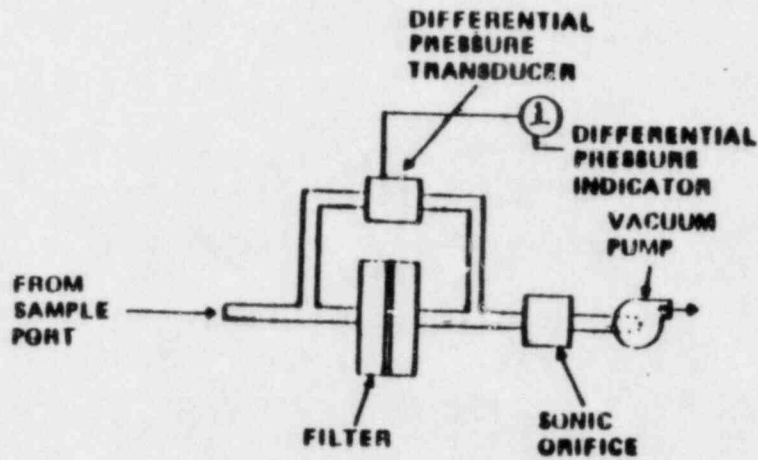 DIFFERENTIAL
PRESSURE
TRANSDUCER
1
DIFFERENTIAL
PRESSURE
INDICATOR
VACUUM
PUMP
FROM
SAMPLE
PORT
FILTER
SONIC
ORIFICE